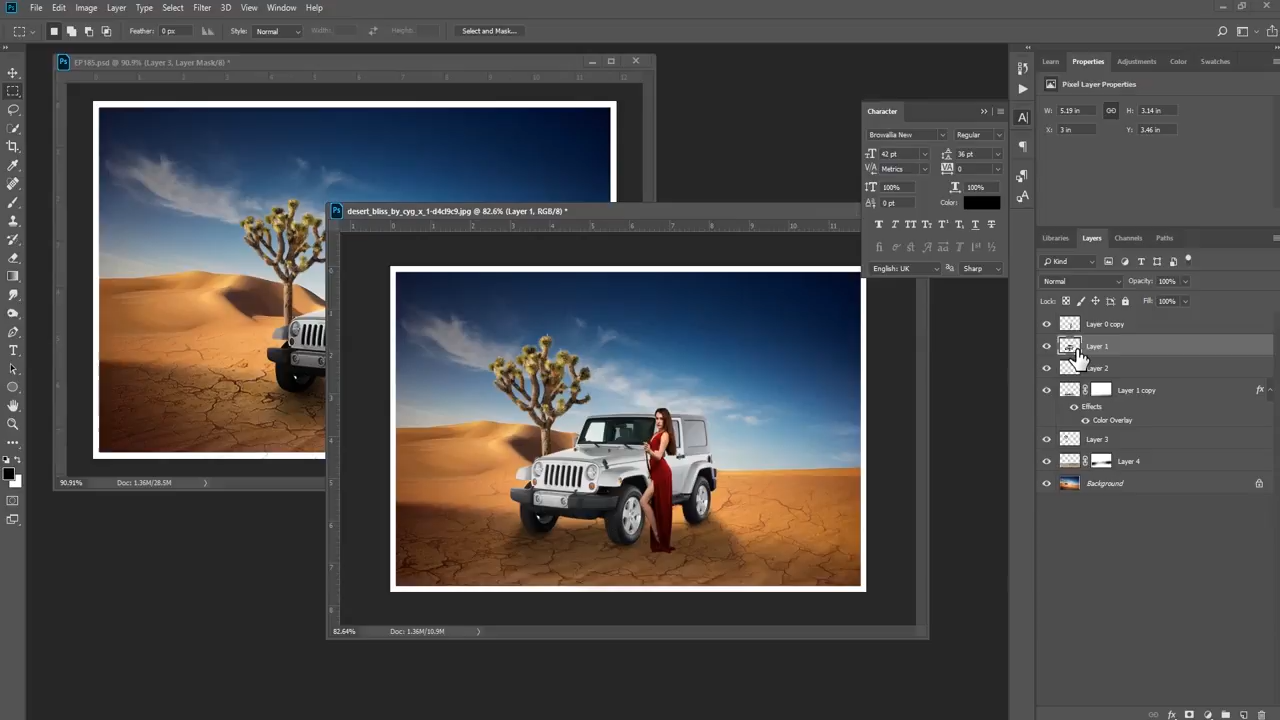 Ps File Edit Image Layer Type Select Filter 3D View Window Help
Feather: 0 px Style: Normal Width: Height: Select and Mask...
Ps EP185.psd @ 90.9% (Layer 3, Layer Mask/8) *
Learn Properties Adjustments Color Swatches
Pixel Layer Properties
W: 5.19 in H: 3.14 in
X: 3 in Y: 3.46 in
Character
Browallia New Regular
42 pt 36 pt
Metrics 0
100% 100%
0 pt Color:
English: UK Sharp
Ps desert_bliss_by_cyg_x_1-d4cl9c9.jpg @ 82.6% (Layer 1, RGB/8) *
Libraries Layers Channels Paths
Kind
Normal Opacity: 100%
Lock: Fill: 100%
Layer 0 copy
Layer 1
Layer 2
Layer 1 copy fx
Effects
Color Overlay
Layer 3
Layer 4
Background
90.91% Doc: 1.36M/28.5M
82.64% Doc: 1.36M/10.9M